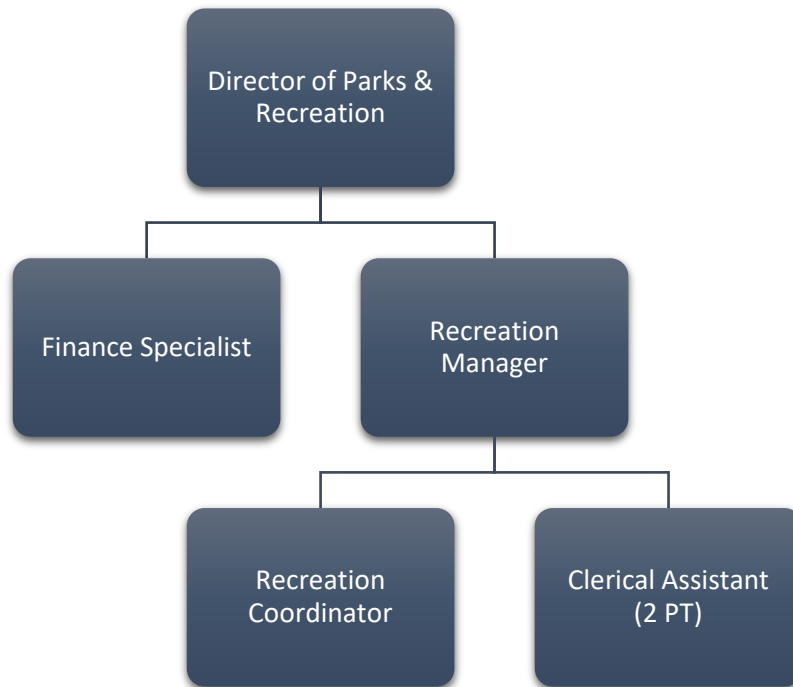 Director of Parks &
Recreation
Finance Specialist
Recreation
Manager
Recreation
Coordinator
Clerical Assistant
(2 PT)